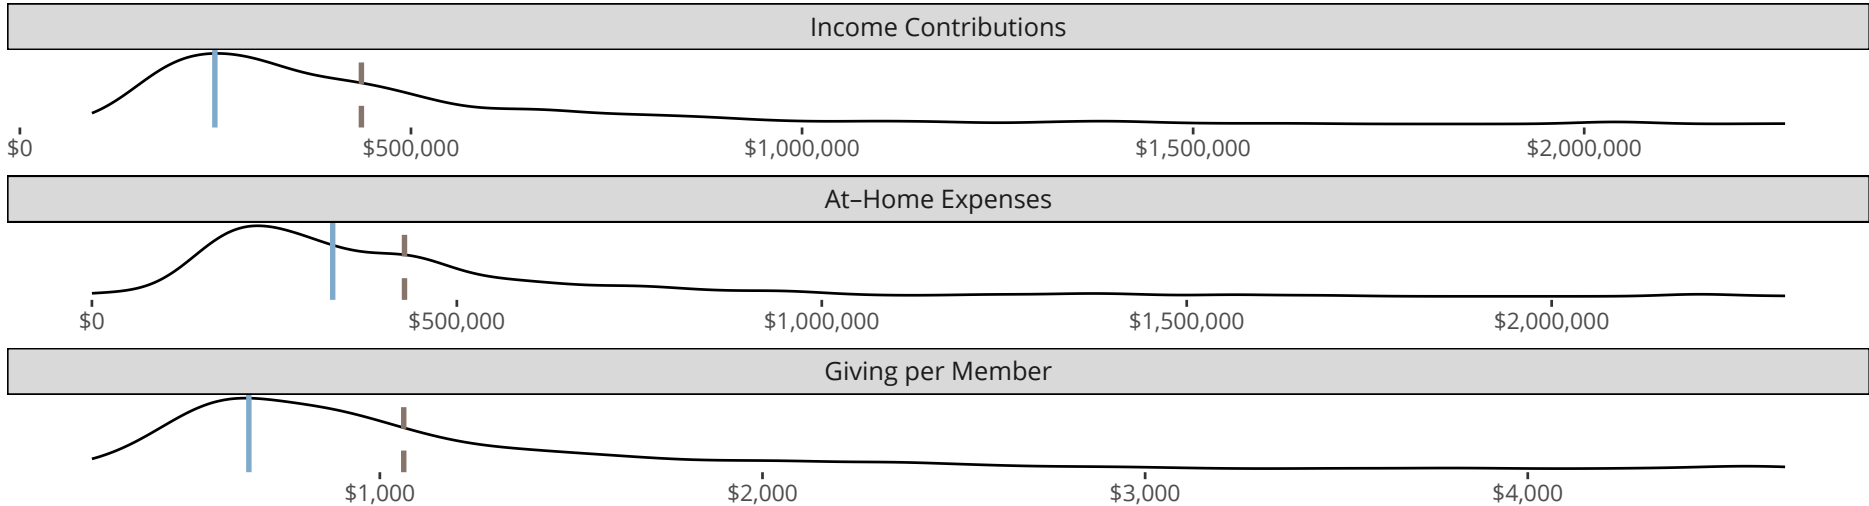 Income Contributions
$0 $500,000 $1,000,000 $1,500,000 $2,000,000
At–Home Expenses
$0 $500,000 $1,000,000 $1,500,000 $2,000,000
Giving per Member
$1,000 $2,000 $3,000 $4,000